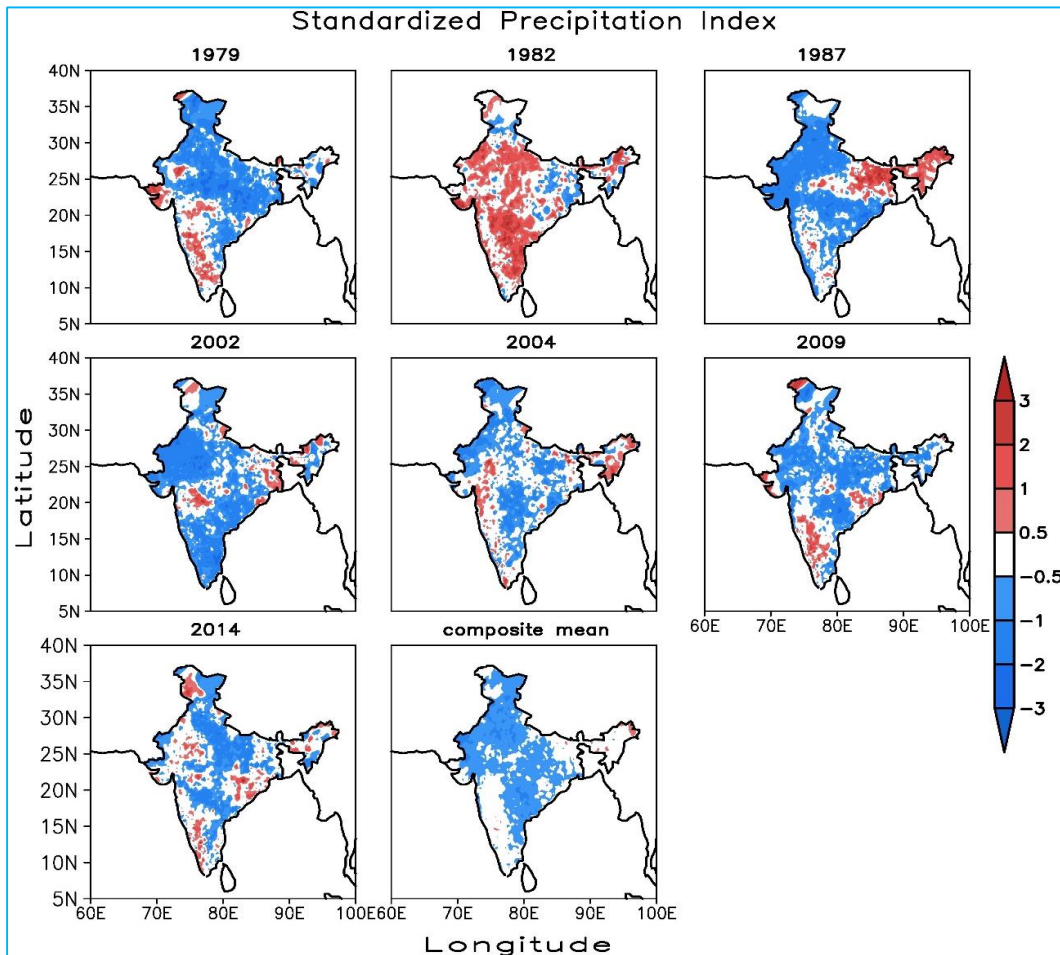 Standardized Precipitation Index
1979
1982
1987
40N
35N
30N
25N
20N
15N
10N
5N
2002
2004
2009
Latitude
40N
35N
30N
25N
20N
15N
10N
5N
3
2
1
0.5
-0.5
-1
-2
-3
60E 70E 80E 90E 100E
2014
composite mean
40N
35N
30N
25N
20N
15N
10N
5N
60E 70E 80E 90E 100E60E 70E 80E 90E 100E
Longitude